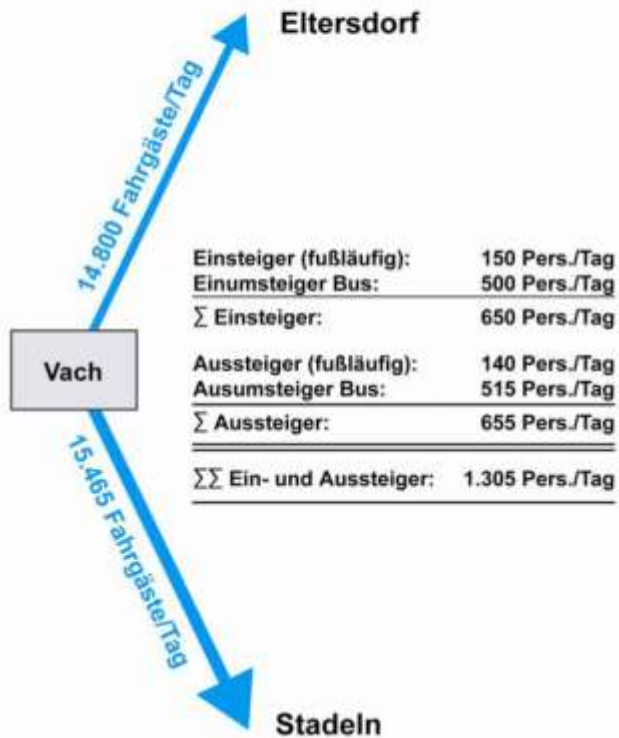 Eltersdorf
14.800 Fahrgäste/Tag
Einsteiger (fußläufig): 150 Pers./Tag
Einumsteiger Bus: 500 Pers./Tag
∑ Einsteiger: 650 Pers./Tag
Vach
Aussteiger (fußläufig): 140 Pers./Tag
Ausumsteiger Bus: 515 Pers./Tag
∑ Aussteiger: 655 Pers./Tag
∑∑ Ein- und Aussteiger: 1.305 Pers./Tag
15.465 Fahrgäste/Tag
Stadeln